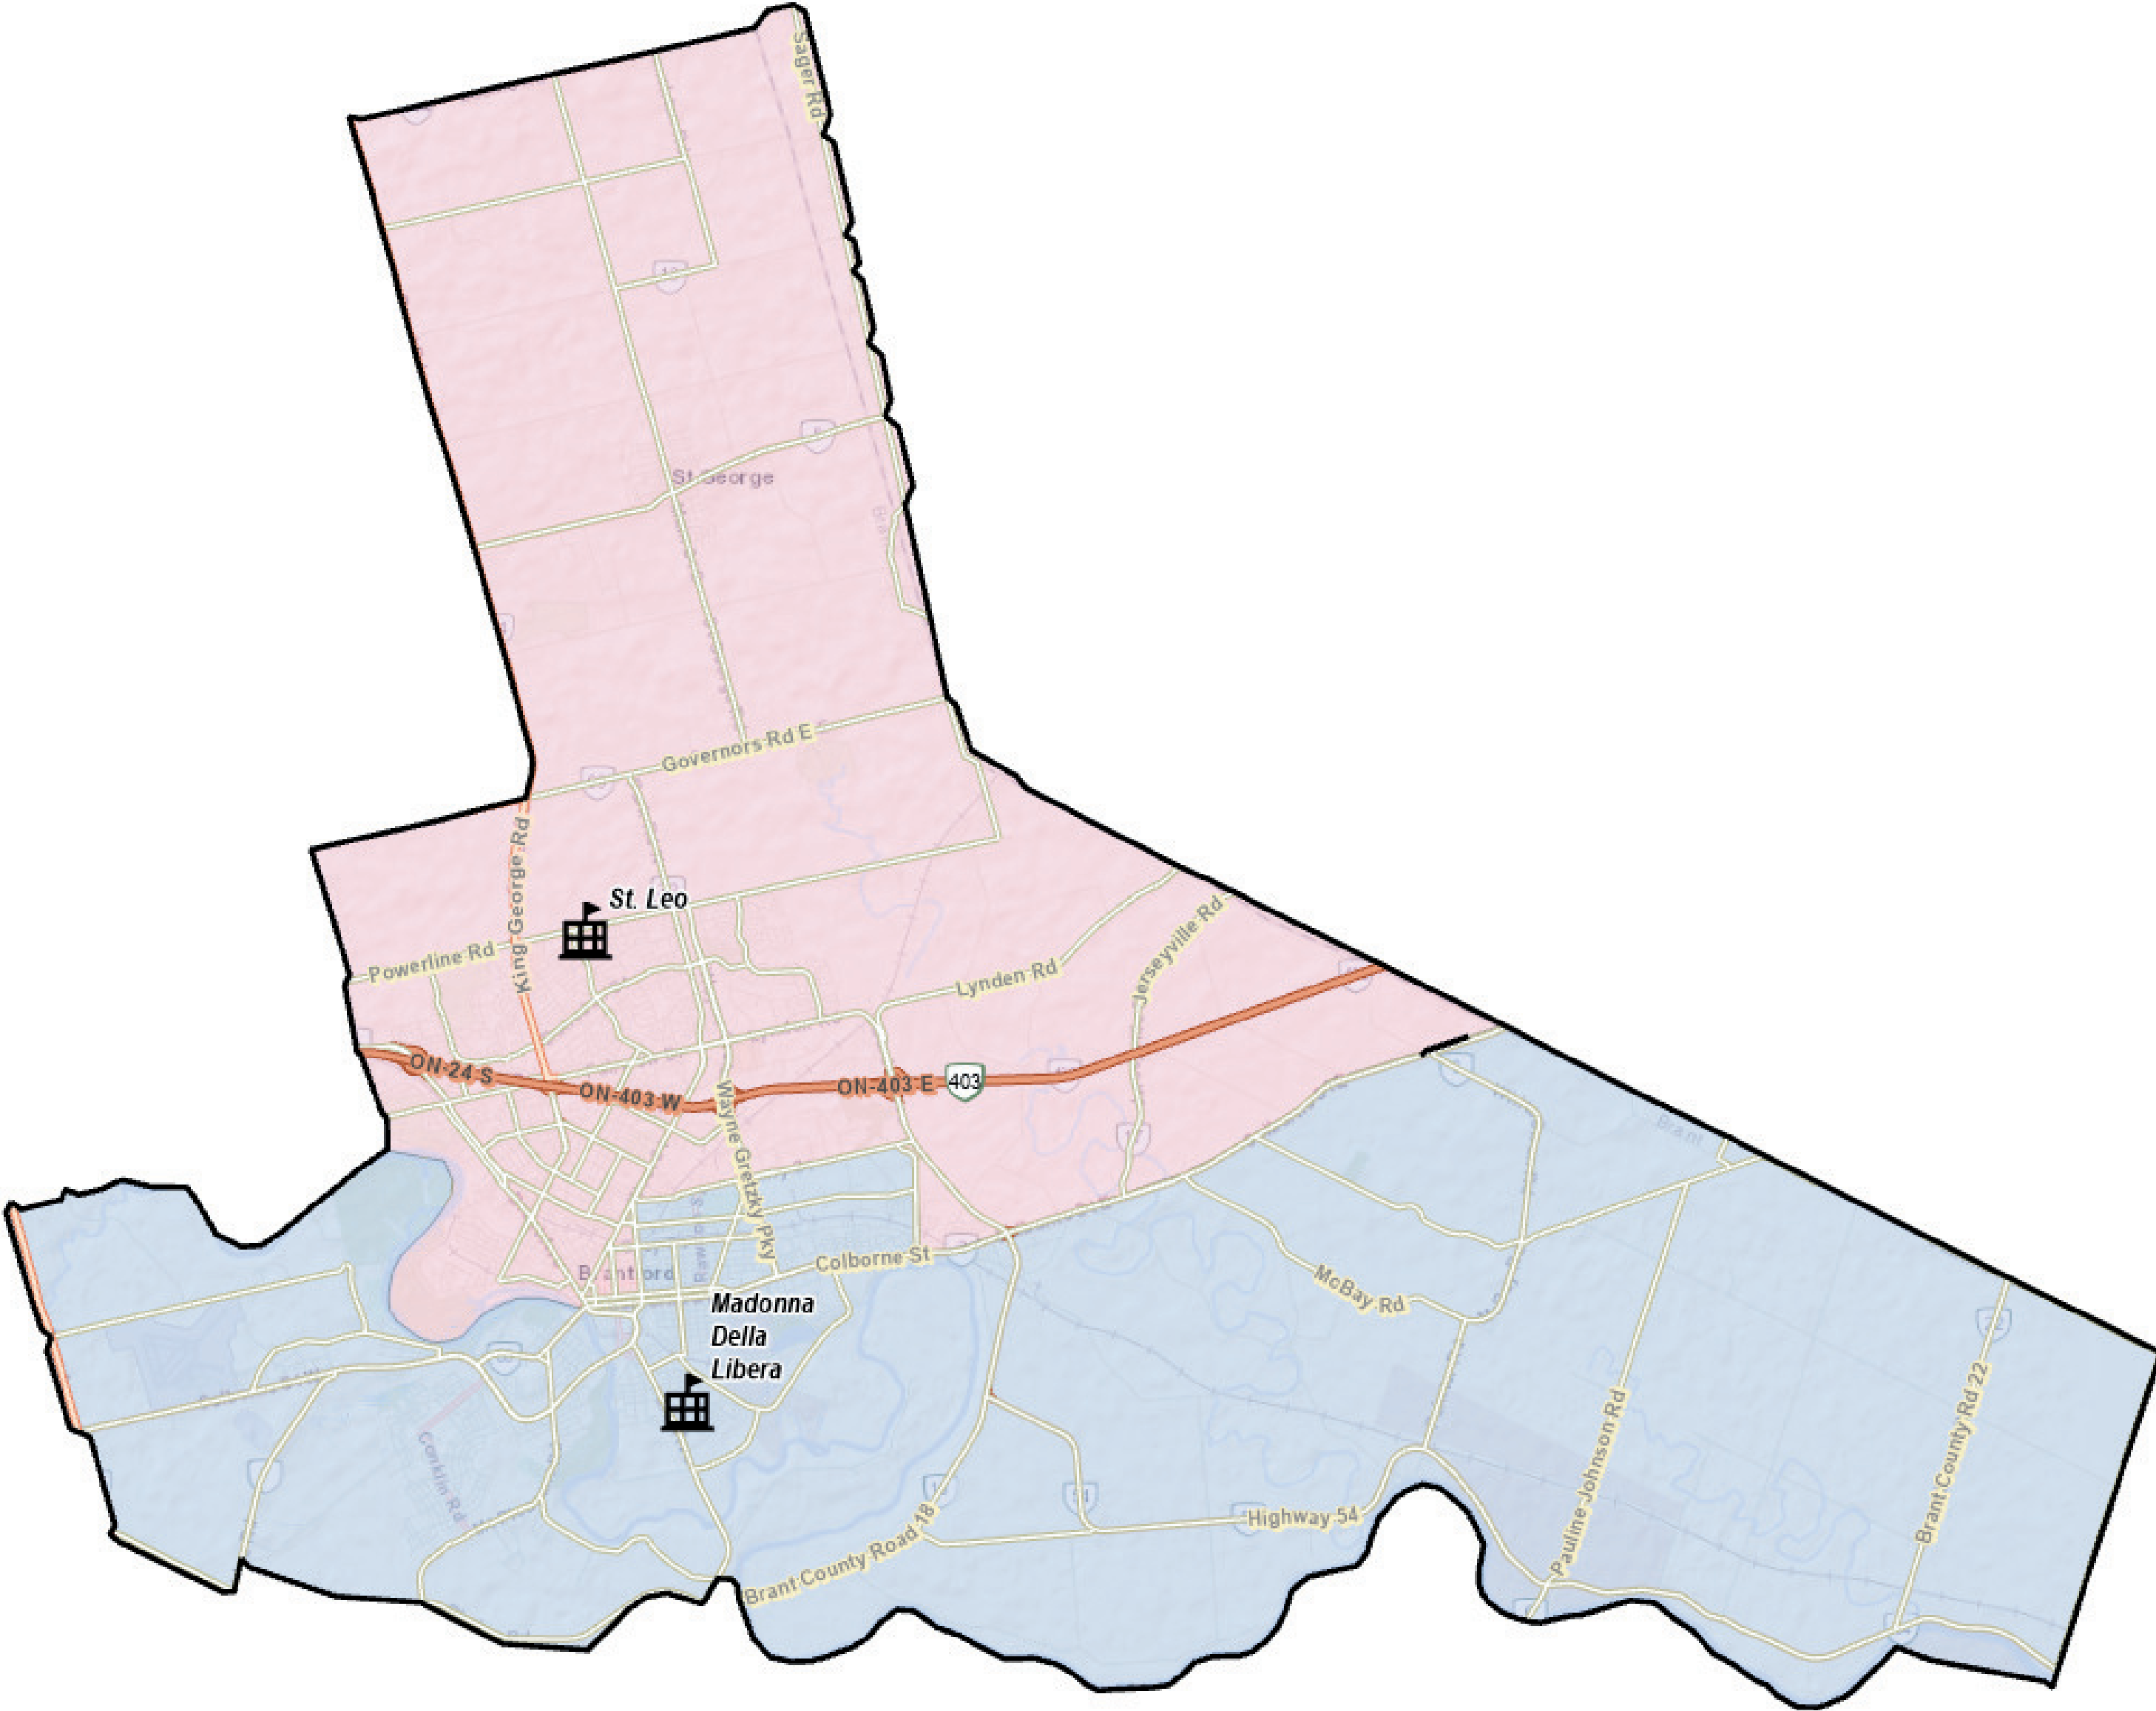 Sager Rd
St George
Governors Rd E
King George Rd
St. Leo
Powerline Rd
Lynden Rd
Jerseyville Rd
ON-24 S
ON-403 W
ON-403 E
403
Wayne Gretzky Pky
Brant
Colborne St
Brantford
Madonna
Della
Libera
McBay Rd
Conklin Rd
Highway 54
Brant County Road 18
Pauline Johnson Rd
Brant County Rd 22